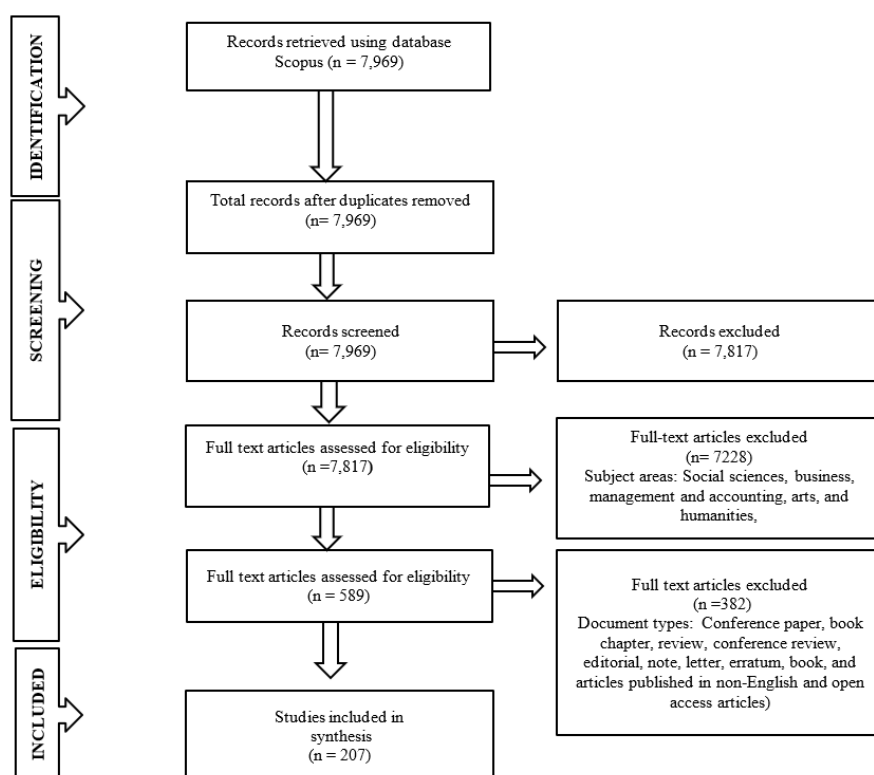 IDENTIFICATION
Records retrieved using database
Scopus (n = 7,969)
Total records after duplicates removed
(n= 7,969)
SCREENING
Records screened
(n= 7,969)
Records excluded
(n = 7,817)
ELIGIBILITY
Full text articles assessed for eligibility
(n =7,817)
Full-text articles excluded
(n= 7228)
Subject areas: Social sciences, business,
management and accounting, arts, and
humanities,
Full text articles assessed for eligibility
(n = 589)
Full text articles excluded
(n =382)
Document types:  Conference paper, book
chapter, review, conference review,
editorial, note, letter, erratum, book, and
articles published in non-English and open
access articles)
INCLUDED
Studies included in
synthesis
(n = 207)